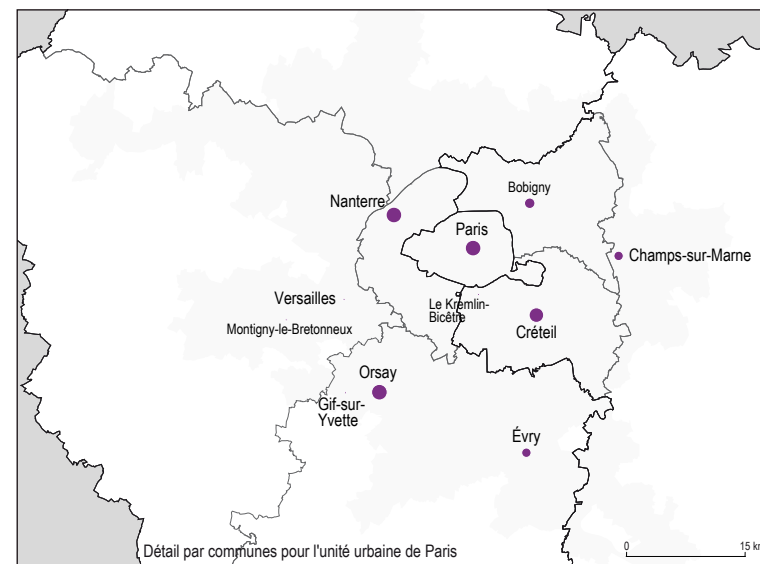 Bobigny
Nanterre
Paris
Champs-sur-Marne
Versailles
Le Kremlin-
Bicêtre
Montigny-le-Bretonneux
Créteil
Orsay
Gif-sur-
Yvette
Évry
Détail par communes pour l'unité urbaine de Paris
0 15 km